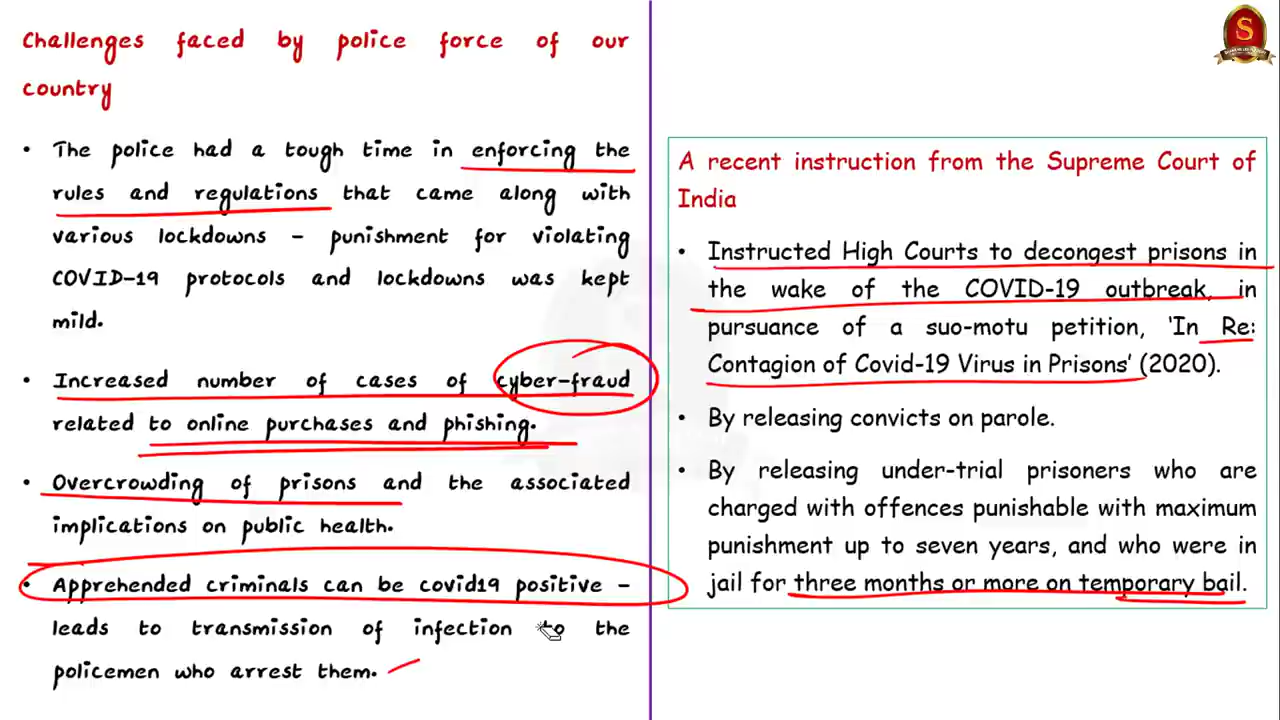 Challenges faced by police force of our
country
• The police had a tough time in enforcing the
rules and regulations that came along with
various lockdowns – punishment for violating
COVID-19 protocols and lockdowns was kept
mild.
• Increased number of cases of cyber-fraud
related to online purchases and phishing.
• Overcrowding of prisons and the associated
implications on public health.
• Apprehended criminals can be covid19 positive –
leads to transmission of infection to the
policemen who arrest them.
S
A recent instruction from the Supreme Court of
India
• Instructed High Courts to decongest prisons in
the wake of the COVID-19 outbreak, in
pursuance of a suo-motu petition, ‘In Re:
Contagion of Covid-19 Virus in Prisons’ (2020).
• By releasing convicts on parole.
• By releasing under-trial prisoners who are
charged with offences punishable with maximum
punishment up to seven years, and who were in
jail for three months or more on temporary bail.